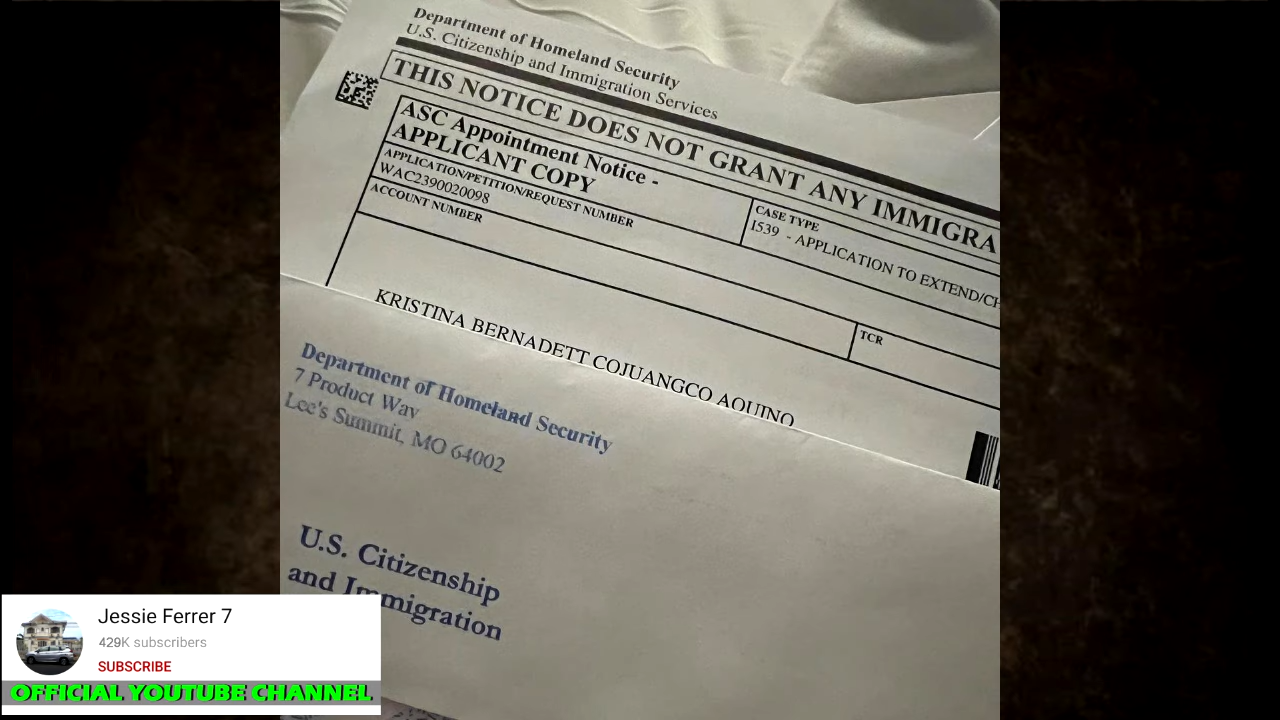 Department of Homeland Security
U.S. Citizenship and Immigration Services
THIS NOTICE DOES NOT GRANT ANY IMMIGRA
ASC Appointment Notice -
APPLICANT COPY
APPLICATION/PETITION/REQUEST NUMBER
WAC2390020098
CASE TYPE
I539 - APPLICATION TO EXTEND/CH
ACCOUNT NUMBER
TCR
KRISTINA BERNADETT COJUANGCO AQUINO
Department of Homeland Security
7 Product Way
Lee's Summit, MO 64002
U.S. Citizenship
and Immigration
Jessie Ferrer 7
429K subscribers
SUBSCRIBE
OFFICIAL YOUTUBE CHANNEL